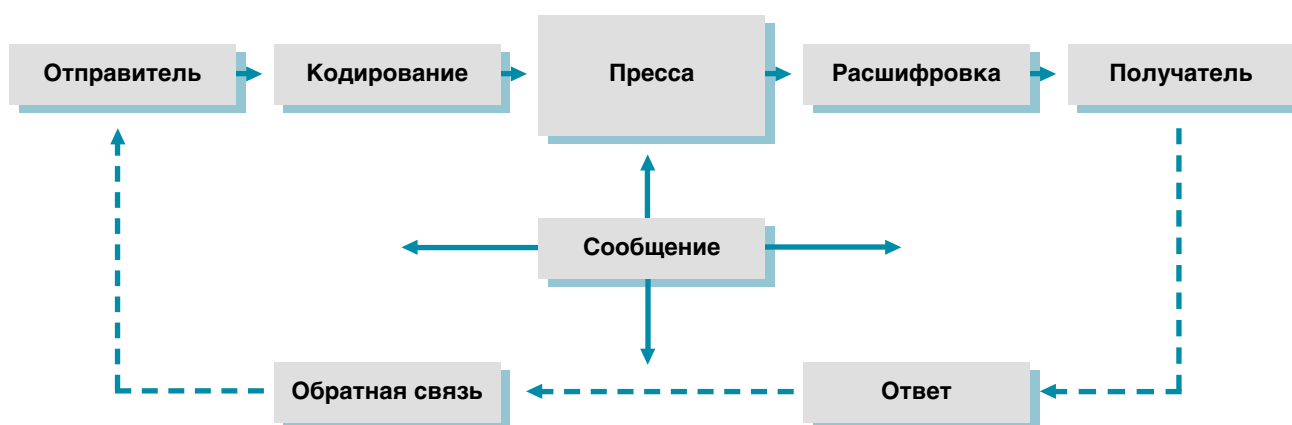 Отправитель
Кодирование
Пресса
Расшифровка
Получатель
Сообщение
Обратная связь
Ответ